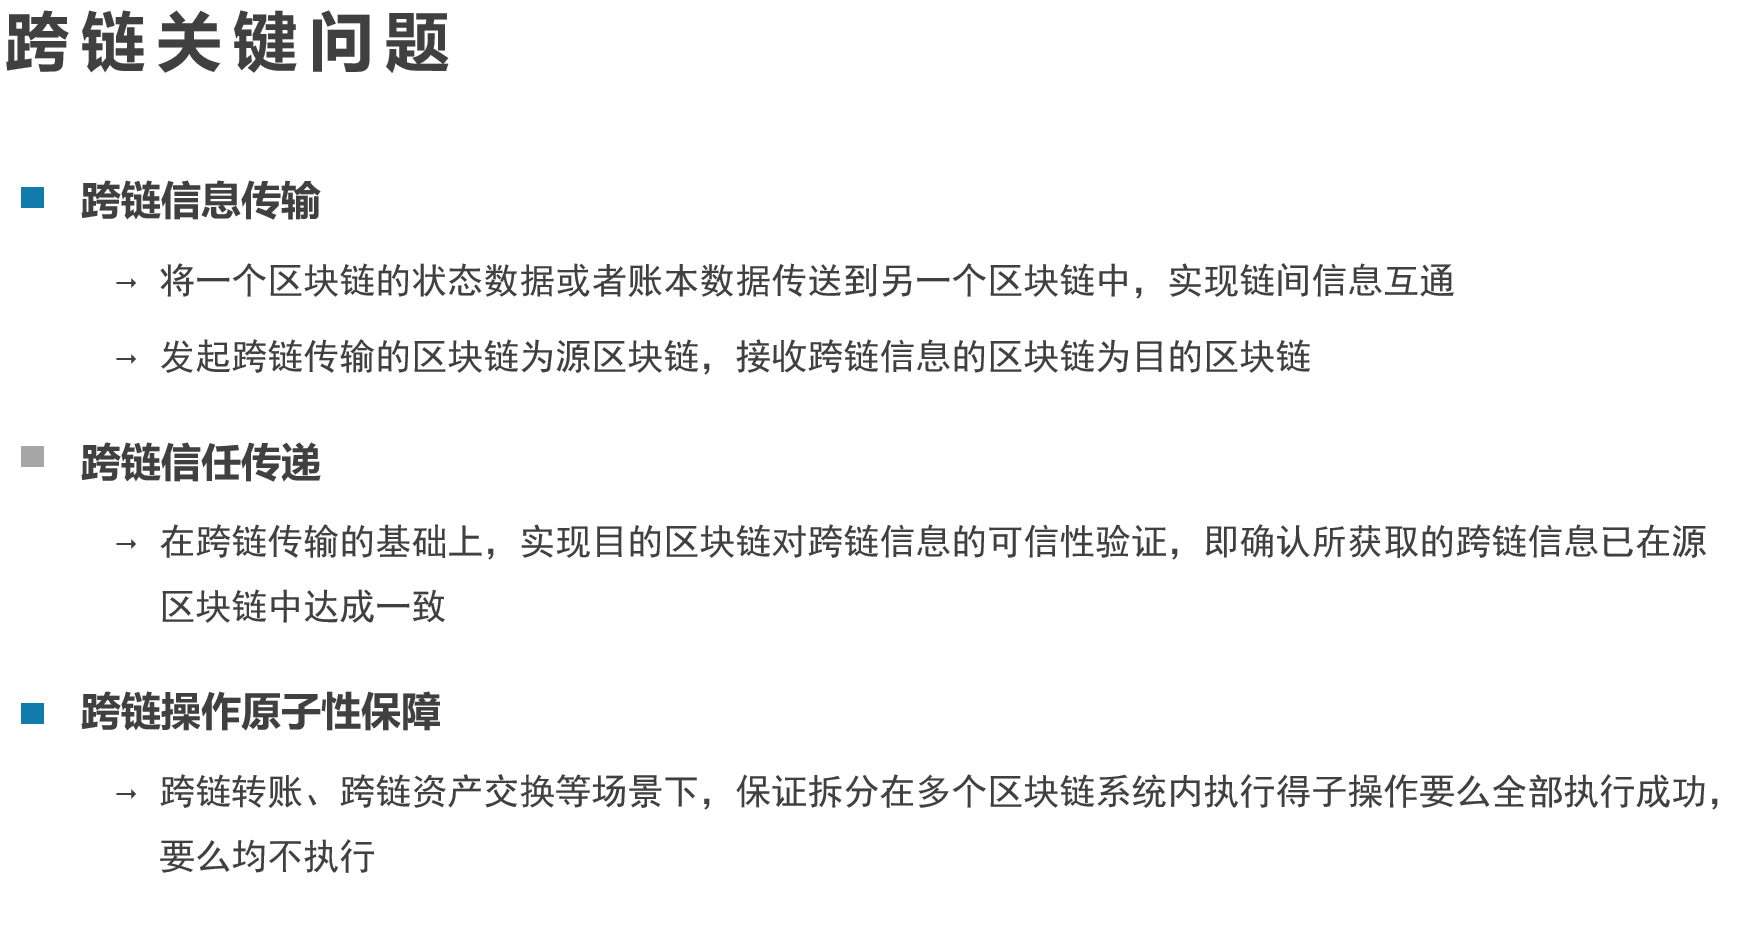 跨链关键问题
跨链信息传输
→ 将一个区块链的状态数据或者账本数据传送到另一个区块链中，实现链间信息互通
→ 发起跨链传输的区块链为源区块链，接收跨链信息的区块链为目的区块链
跨链信任传递
→ 在跨链传输的基础上，实现目的区块链对跨链信息的可信性验证，即确认所获取的跨链信息已在源
区块链中达成一致
跨链操作原子性保障
→ 跨链转账、跨链资产交换等场景下，保证拆分在多个区块链系统内执行得子操作要么全部执行成功，
要么均不执行